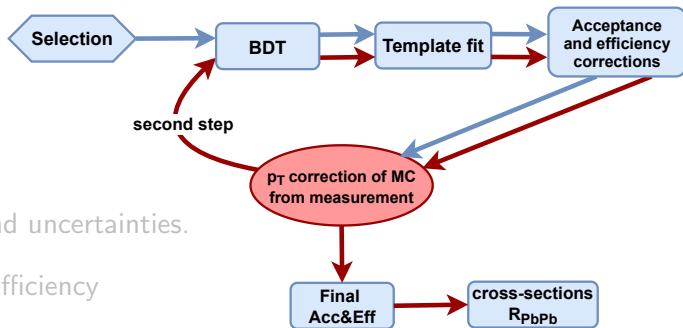 Selection
BDT
Template fit
Acceptance
and efficiency
corrections
second step
pT correction of MC
from measurement
nd uncertainties.
fficiency
Final
Acc&Eff
cross-sections
RPbPb